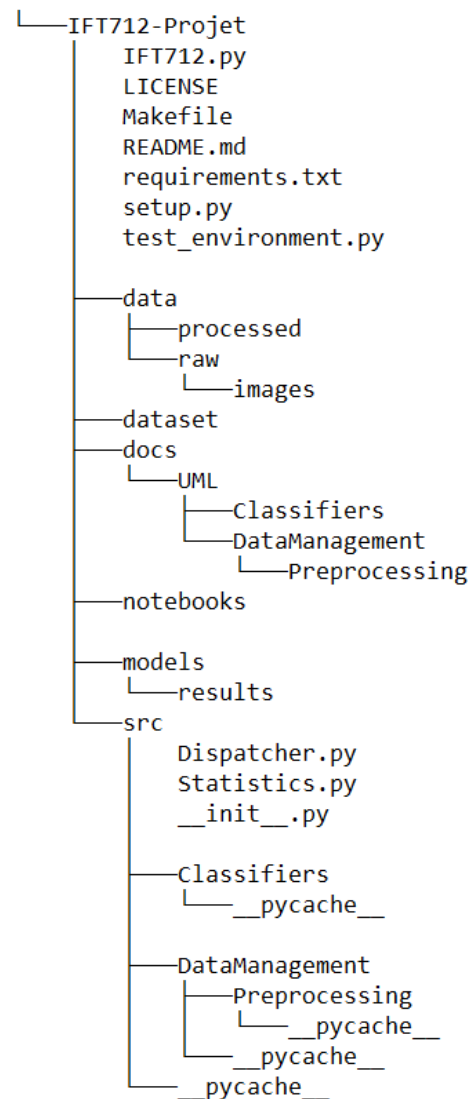 └───IFT712-Projet
IFT712.py
LICENSE
Makefile
README.md
requirements.txt
setup.py
test_environment.py
├───data
├───processed
└───raw
└───images
├───dataset
├───docs
└───UML
├───Classifiers
└───DataManagement
└───Preprocessing
├───notebooks
├───models
└───results
└───src
Dispatcher.py
Statistics.py
__init__.py
├───Classifiers
└───__pycache__
├───DataManagement
├───Preprocessing
└───__pycache__
└───__pycache__
└───__pycache__